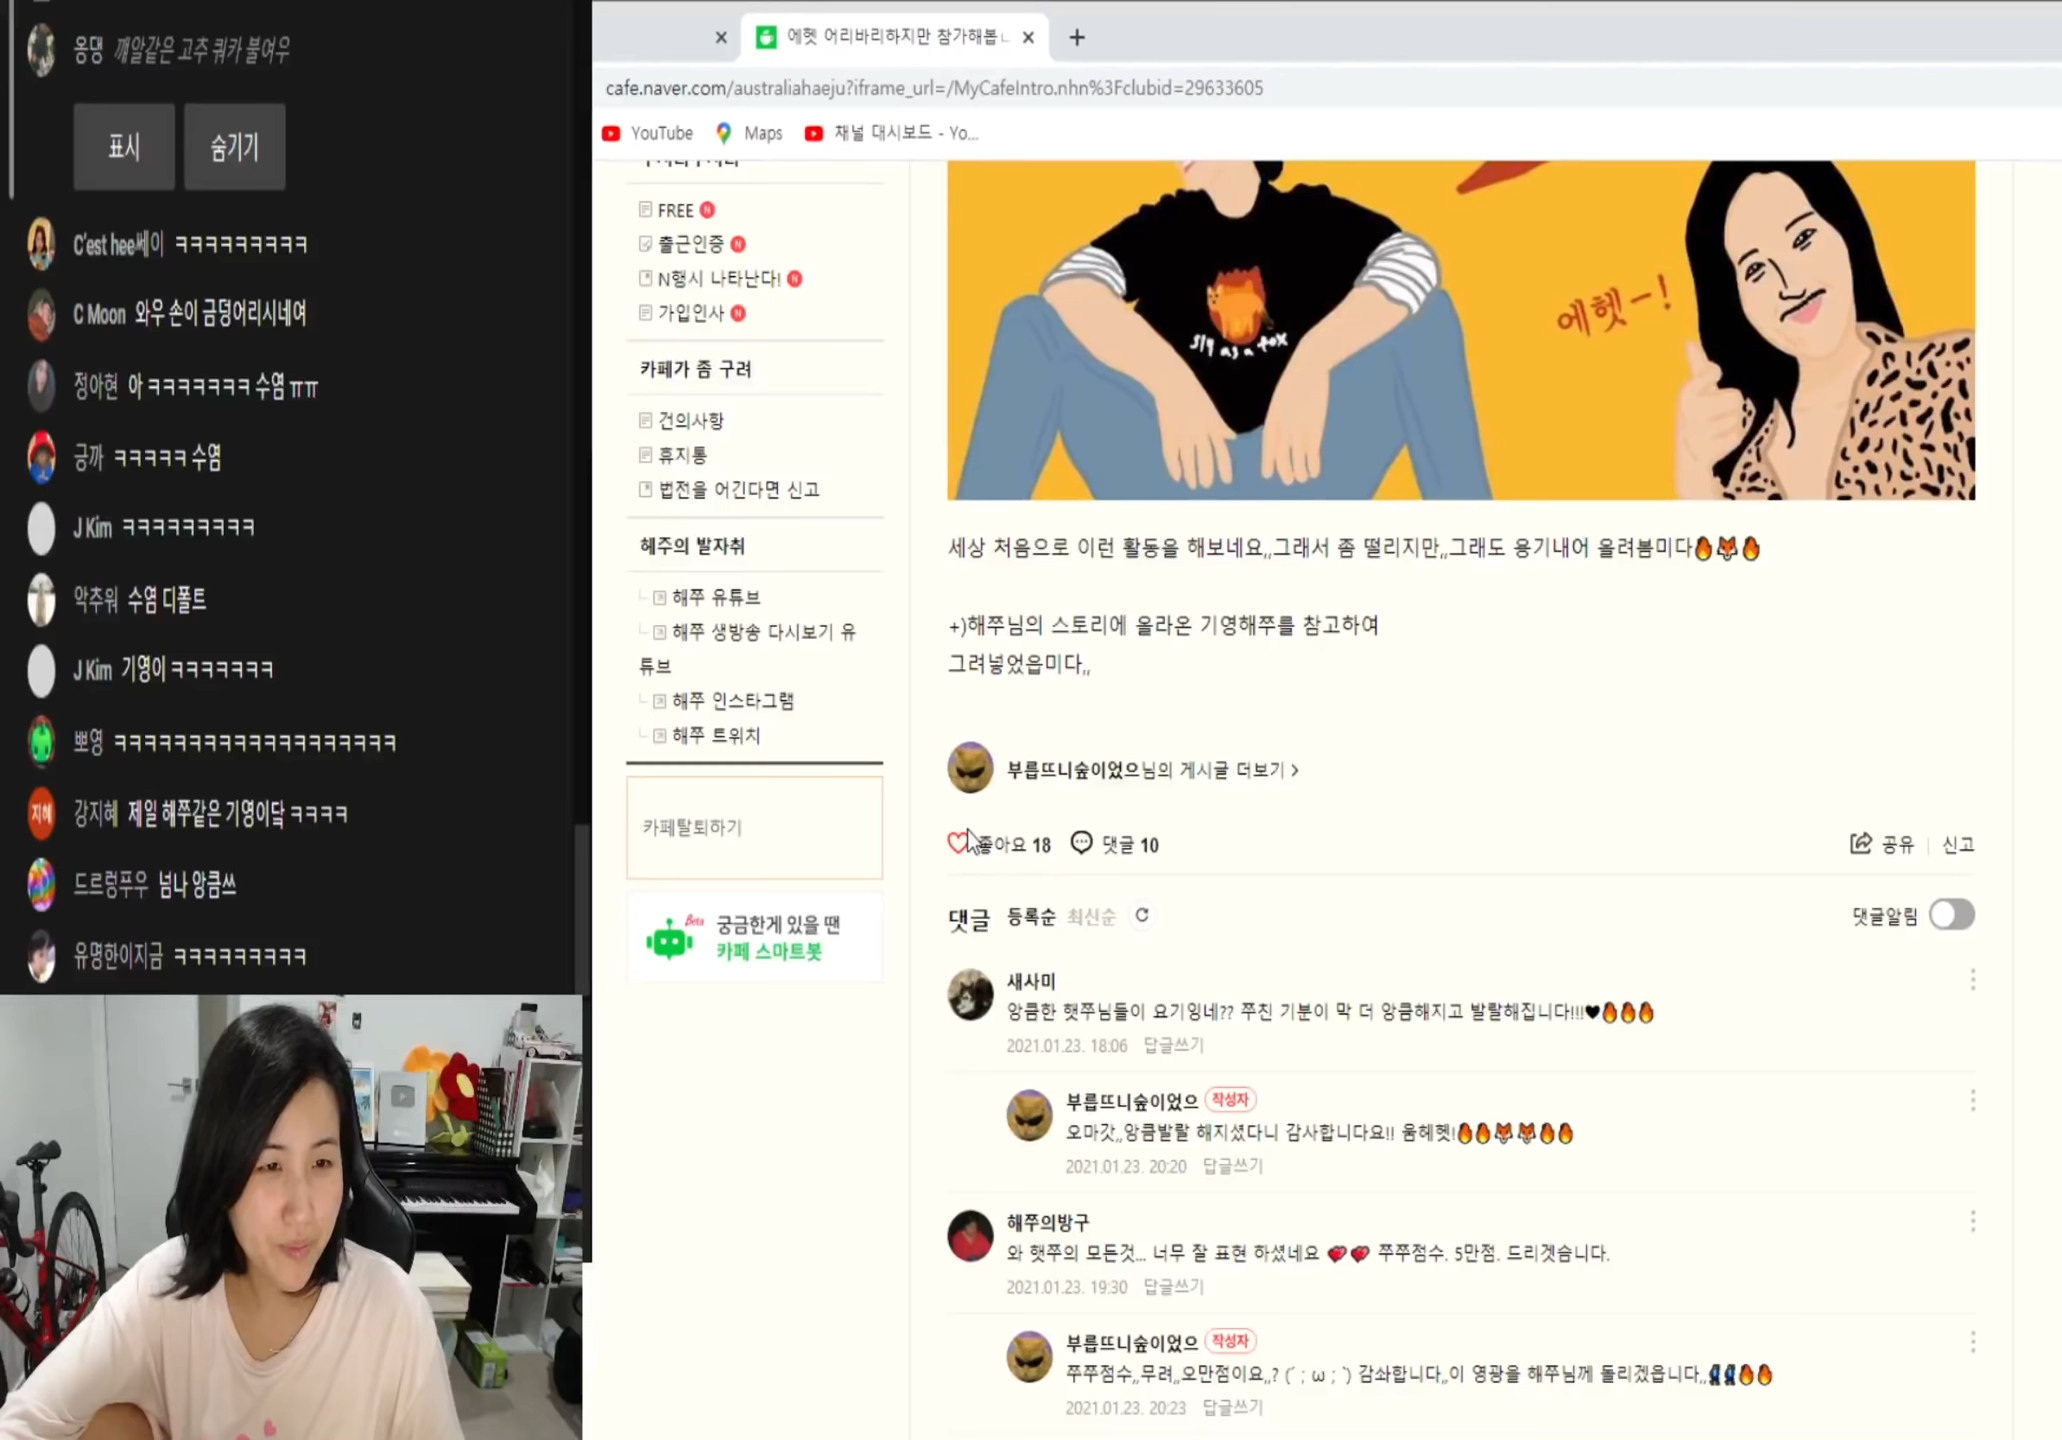 옹댕 깨알같은 고추 쿼카 불여우
표시 숨기기
C'est hee쎄이 ㅋㅋㅋㅋㅋㅋㅋㅋㅋ
C Moon 와우 손이 금덩어리시네여
정아현 아 ㅋㅋㅋㅋㅋㅋㅋ 수염 ㅠㅠ
긍까 ㅋㅋㅋㅋㅋ 수염
J Kim ㅋㅋㅋㅋㅋㅋㅋㅋㅋ
악추워 수염 디폴트
J Kim 기영이 ㅋㅋㅋㅋㅋㅋㅋ
뽀영 ㅋㅋㅋㅋㅋㅋㅋㅋㅋㅋㅋㅋㅋㅋㅋㅋㅋㅋㅋ
지혜 강지혜 제일 해쭈같은 기영이닼 ㅋㅋㅋㅋ
드르렁푸우 넘나 앙큼쓰
유명한이지금 ㅋㅋㅋㅋㅋㅋㅋㅋㅋ
에헷 어리바리하지만 참가해봅
cafe.naver.com/australiahaeju?iframe_url=/MyCafeIntro.nhn%3Fclubid=29633605
YouTube Maps 채널 대시보드 - Yo...
FREE N
출근인증 N
N행시 나타난다! N
가입인사 N
카페가 좀 구려
건의사항
휴지통
법전을 어긴다면 신고
헤주의 발자취
해쭈 유튜브
해쭈 생방송 다시보기 유
튜브
해쭈 인스타그램
해쭈 트위치
카페탈퇴하기
Beta 궁금한게 있을 땐
카페 스마트봇
sly as a fox
에헷-!
세상 처음으로 이런 활동을 해보네요,,그래서 좀 떨리지만,,그래도 용기내어 올려봄미다🔥🦊🔥
+)해쭈님의 스토리에 올라온 기영해쭈를 참고하여
그려넣었읍미다,,
부릅뜨니숲이었으님의 게시글 더보기 >
좋아요 18 댓글 10 공유 신고
댓글 등록순 최신순 댓글알림
새사미
앙큼한 햇쭈님들이 요기잉네?? 쭈친 기분이 막 더 앙큼해지고 발랄해집니다!!!♥🔥🔥🔥
2021.01.23. 18:06 답글쓰기
부릅뜨니숲이었으 작성자
오마갓,,앙큼발랄 해지셨다니 감사합니다요!! 움헤헷!🔥🔥🦊🦊🔥🔥
2021.01.23. 20:20 답글쓰기
해쭈의방구
와 햇쭈의 모든것... 너무 잘 표현 하셨네요 💕💕 쭈쭈점수. 5만점. 드리겟습니다.
2021.01.23. 19:30 답글쓰기
부릅뜨니숲이었으 작성자
쭈쭈점수,,무려,,오만점이요,,? (´；ω；`) 감솨합니다,,이 영광을 해쭈님께 돌리겠읍니다,,🔥🔥
2021.01.23. 20:23 답글쓰기